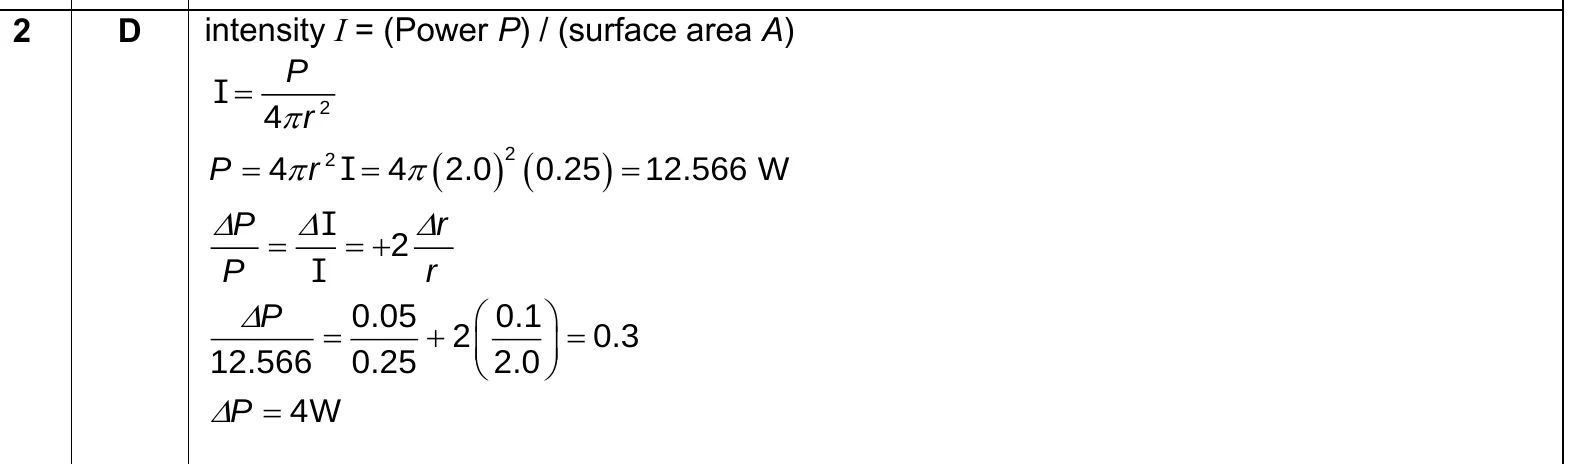 2 D intensity I = (Power P) / (surface area A)
I = P / 4πr²
P = 4πr²I = 4π(2.0)²(0.25) = 12.566 W
ΔP / P = ΔI / I = +2 Δr / r
ΔP / 12.566 = 0.05 / 0.25 + 2(0.1 / 2.0) = 0.3
ΔP = 4W